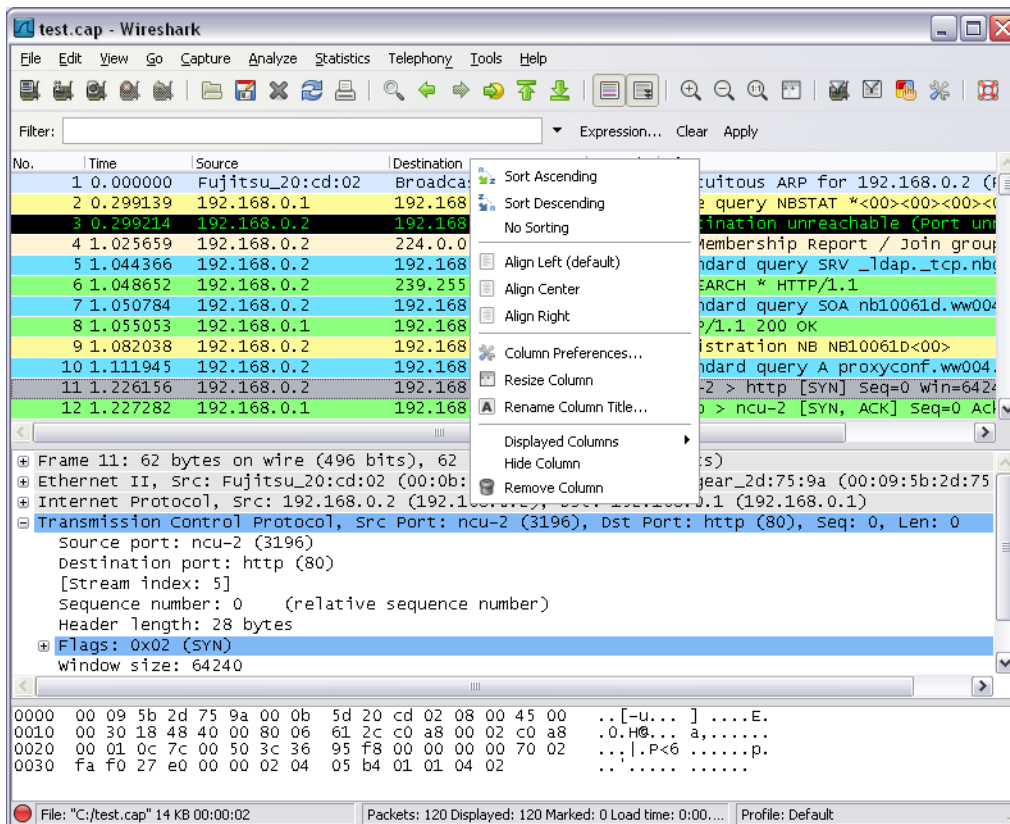 test.cap - Wireshark
File Edit View Go Capture Analyze Statistics Telephony Tools Help
Filter: Expression... Clear Apply
No. Time Source Destination
1 0.000000 Fujitsu_20:cd:02 Broadca tuitous ARP for 192.168.0.2
2 0.299139 192.168.0.1 192.168 e query NBSTAT *<00><00><00><
3 0.299214 192.168.0.2 192.168 ination unreachable (Port un
4 1.025659 192.168.0.2 224.0.0 Membership Report / Join group
5 1.044366 192.168.0.2 192.168 ndard query SRV _ldap._tcp.nb
6 1.048652 192.168.0.2 239.255 EARCH * HTTP/1.1
7 1.050784 192.168.0.2 192.168 ndard query SOA nb10061d.ww004
8 1.055053 192.168.0.1 192.168 P/1.1 200 OK
9 1.082038 192.168.0.2 192.168 istration NB NB10061D<00>
10 1.111945 192.168.0.2 192.168 ndard query A proxyconf.ww004.
11 1.226156 192.168.0.2 192.168 -2 > http [SYN] Seq=0 Win=6424
12 1.227282 192.168.0.1 192.168 > ncu-2 [SYN, ACK] Seq=0 Ack
Sort Ascending
Sort Descending
No Sorting
Align Left (default)
Align Center
Align Right
Column Preferences...
Resize Column
Rename Column Title...
Displayed Columns
Hide Column
Remove Column
Frame 11: 62 bytes on wire (496 bits), 62 ts)
Ethernet II, Src: Fujitsu_20:cd:02 (00:0b: gear_2d:75:9a (00:09:5b:2d:75
Internet Protocol, Src: 192.168.0.2 (192.168.0.2), Dst: 192.168.0.1 (192.168.0.1)
Transmission Control Protocol, Src Port: ncu-2 (3196), Dst Port: http (80), Seq: 0, Len: 0
Source port: ncu-2 (3196)
Destination port: http (80)
[Stream index: 5]
Sequence number: 0 (relative sequence number)
Header length: 28 bytes
Flags: 0x02 (SYN)
Window size: 64240
0000 00 09 5b 2d 75 9a 00 0b 5d 20 cd 02 08 00 45 00 ..[-u... ] ....E.
0010 00 30 18 48 40 00 80 06 61 2c c0 a8 00 02 c0 a8 .0.H@... a,......
0020 00 01 0c 7c 00 50 3c 36 95 f8 00 00 00 00 70 02 ...|.P<6 ......p.
0030 fa f0 27 e0 00 00 02 04 05 b4 01 01 04 02 ..'..... ......
File: "C:/test.cap" 14 KB 00:00:02 Packets: 120 Displayed: 120 Marked: 0 Load time: 0:00.... Profile: Default